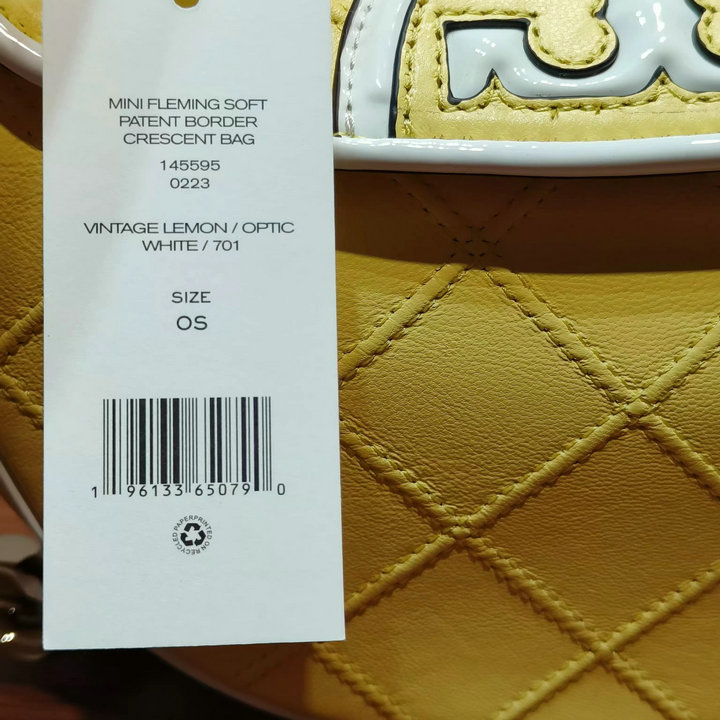 MINI FLEMING SOFT
PATENT BORDER
CRESCENT BAG
145595
0223
VINTAGE LEMON / OPTIC
WHITE / 701
SIZE
OS
1 96133 65079 0
PRINTED ON RECYCLED PAPER